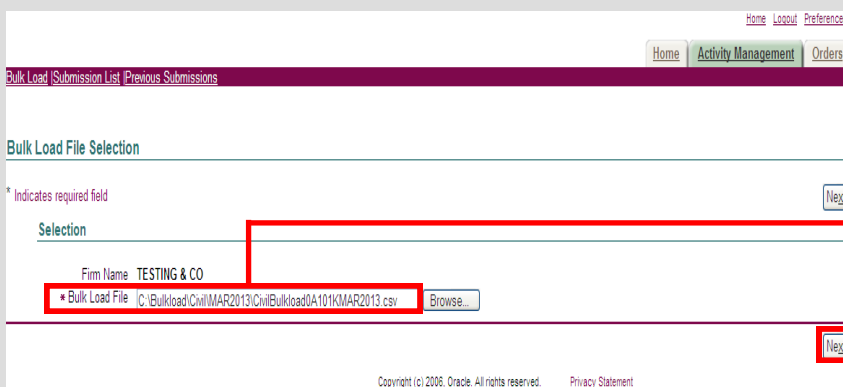 Home Logout Preference
Home Activity Management Orders
Bulk Load |Submission List |Previous Submissions
Bulk Load File Selection
* Indicates required field
Nex
Selection
Firm Name TESTING & CO
* Bulk Load File C:\Bulkload\Civil\MAR2013\CivilBulkload0A101KMAR2013.csv Browse...
Nex
Copyright (c) 2006, Oracle. All rights reserved. Privacy Statement